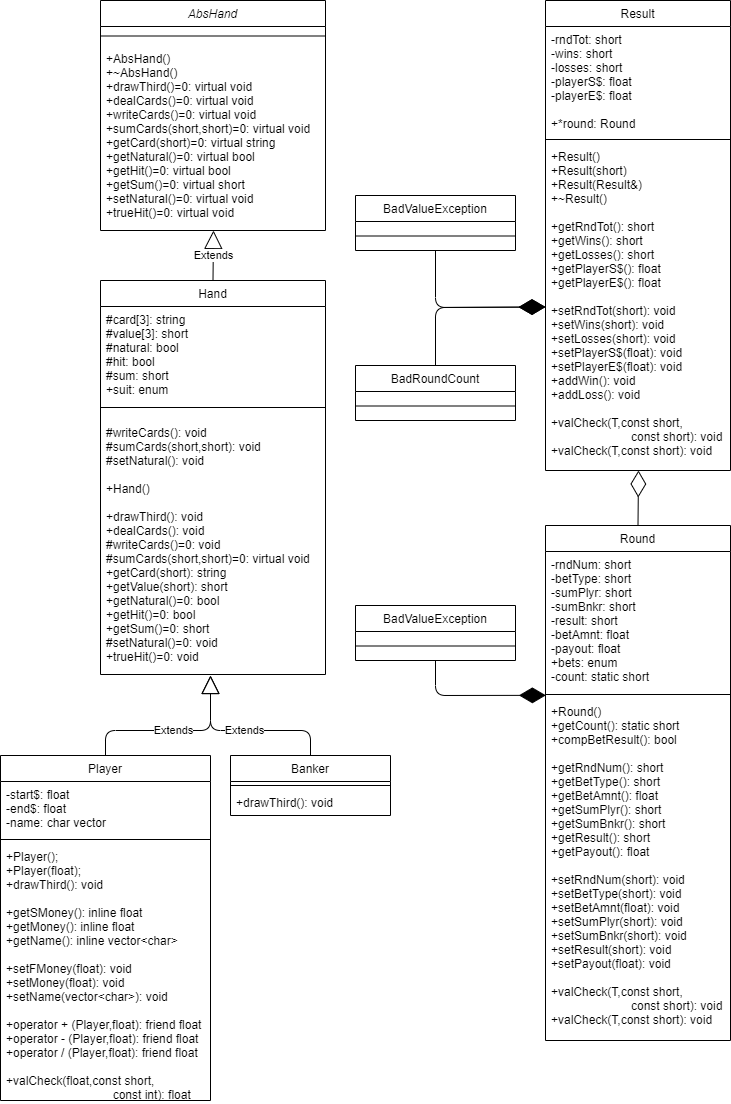 AbsHand
+AbsHand()
+~AbsHand()
+drawThird()=0: virtual void
+dealCards()=0: virtual void
+writeCards()=0: virtual void
+sumCards(short,short)=0: virtual void
+getCard(short)=0: virtual string
+getNatural()=0: virtual bool
+getHit()=0: virtual bool
+getSum()=0: virtual short
+setNatural()=0: virtual void
+trueHit()=0: virtual void
Extends
Hand
#card[3]: string
#value[3]: short
#natural: bool
#hit: bool
#sum: short
+suit: enum
#writeCards(): void
#sumCards(short,short): void
#setNatural(): void
+Hand()
+drawThird(): void
+dealCards(): void
#writeCards()=0: void
#sumCards(short,short)=0: virtual void
+getCard(short): string
+getValue(short): short
+getNatural()=0: bool
+getHit()=0: bool
+getSum()=0: short
#setNatural()=0: void
+trueHit()=0: void
Extends
Extends
Player
-start$: float
-end$: float
-name: char vector
+Player();
+Player(float);
+drawThird(): void
+getSMoney(): inline float
+getMoney(): inline float
+getName(): inline vector<char>
+setFMoney(float): void
+setMoney(float): void
+setName(vector<char>): void
+operator + (Player,float): friend float
+operator - (Player,float): friend float
+operator / (Player,float): friend float
+valCheck(float,const short,
const int): float
Banker
+drawThird(): void
BadValueException
BadRoundCount
BadValueException
Result
-rndTot: short
-wins: short
-losses: short
-playerS$: float
-playerE$: float
+*round: Round
+Result()
+Result(short)
+Result(Result&)
+~Result()
+getRndTot(): short
+getWins(): short
+getLosses(): short
+getPlayerS$(): float
+getPlayerE$(): float
+setRndTot(short): void
+setWins(short): void
+setLosses(short): void
+setPlayerS$(float): void
+setPlayerE$(float): void
+addWin(): void
+addLoss(): void
+valCheck(T,const short,
const short): void
+valCheck(T,const short): void
Round
-rndNum: short
-betType: short
-sumPlyr: short
-sumBnkr: short
-result: short
-betAmnt: float
-payout: float
+bets: enum
-count: static short
+Round()
+getCount(): static short
+compBetResult(): bool
+getRndNum(): short
+getBetType(): short
+getBetAmnt(): float
+getSumPlyr(): short
+getSumBnkr(): short
+getResult(): short
+getPayout(): float
+setRndNum(short): void
+setBetType(short): void
+setBetAmnt(float): void
+setSumPlyr(short): void
+setSumBnkr(short): void
+setResult(short): void
+setPayout(float): void
+valCheck(T,const short,
const short): void
+valCheck(T,const short): void